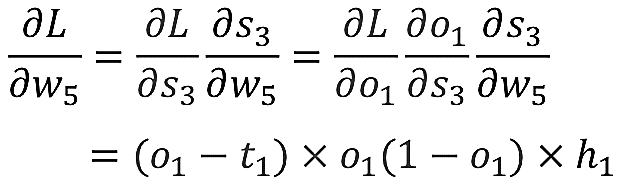 ∂L/∂w₅ = ∂L/∂s₃ ∂s₃/∂w₅ = ∂L/∂o₁ ∂o₁/∂s₃ ∂s₃/∂w₅
= (o₁ − t₁) × o₁(1 − o₁) × h₁